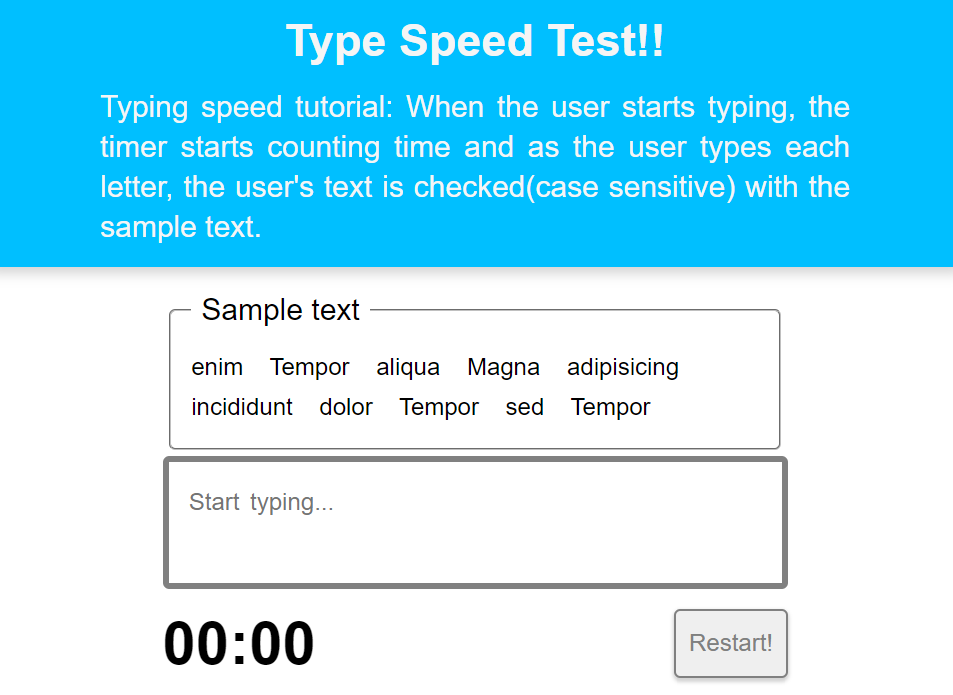 Type Speed Test!!
Typing speed tutorial: When the user starts typing, the
timer starts counting time and as the user types each
letter, the user's text is checked(case sensitive) with the
sample text.
Sample text
enim Tempor aliqua Magna adipisicing
incididunt dolor Tempor sed Tempor
Start typing...
00:00
Restart!